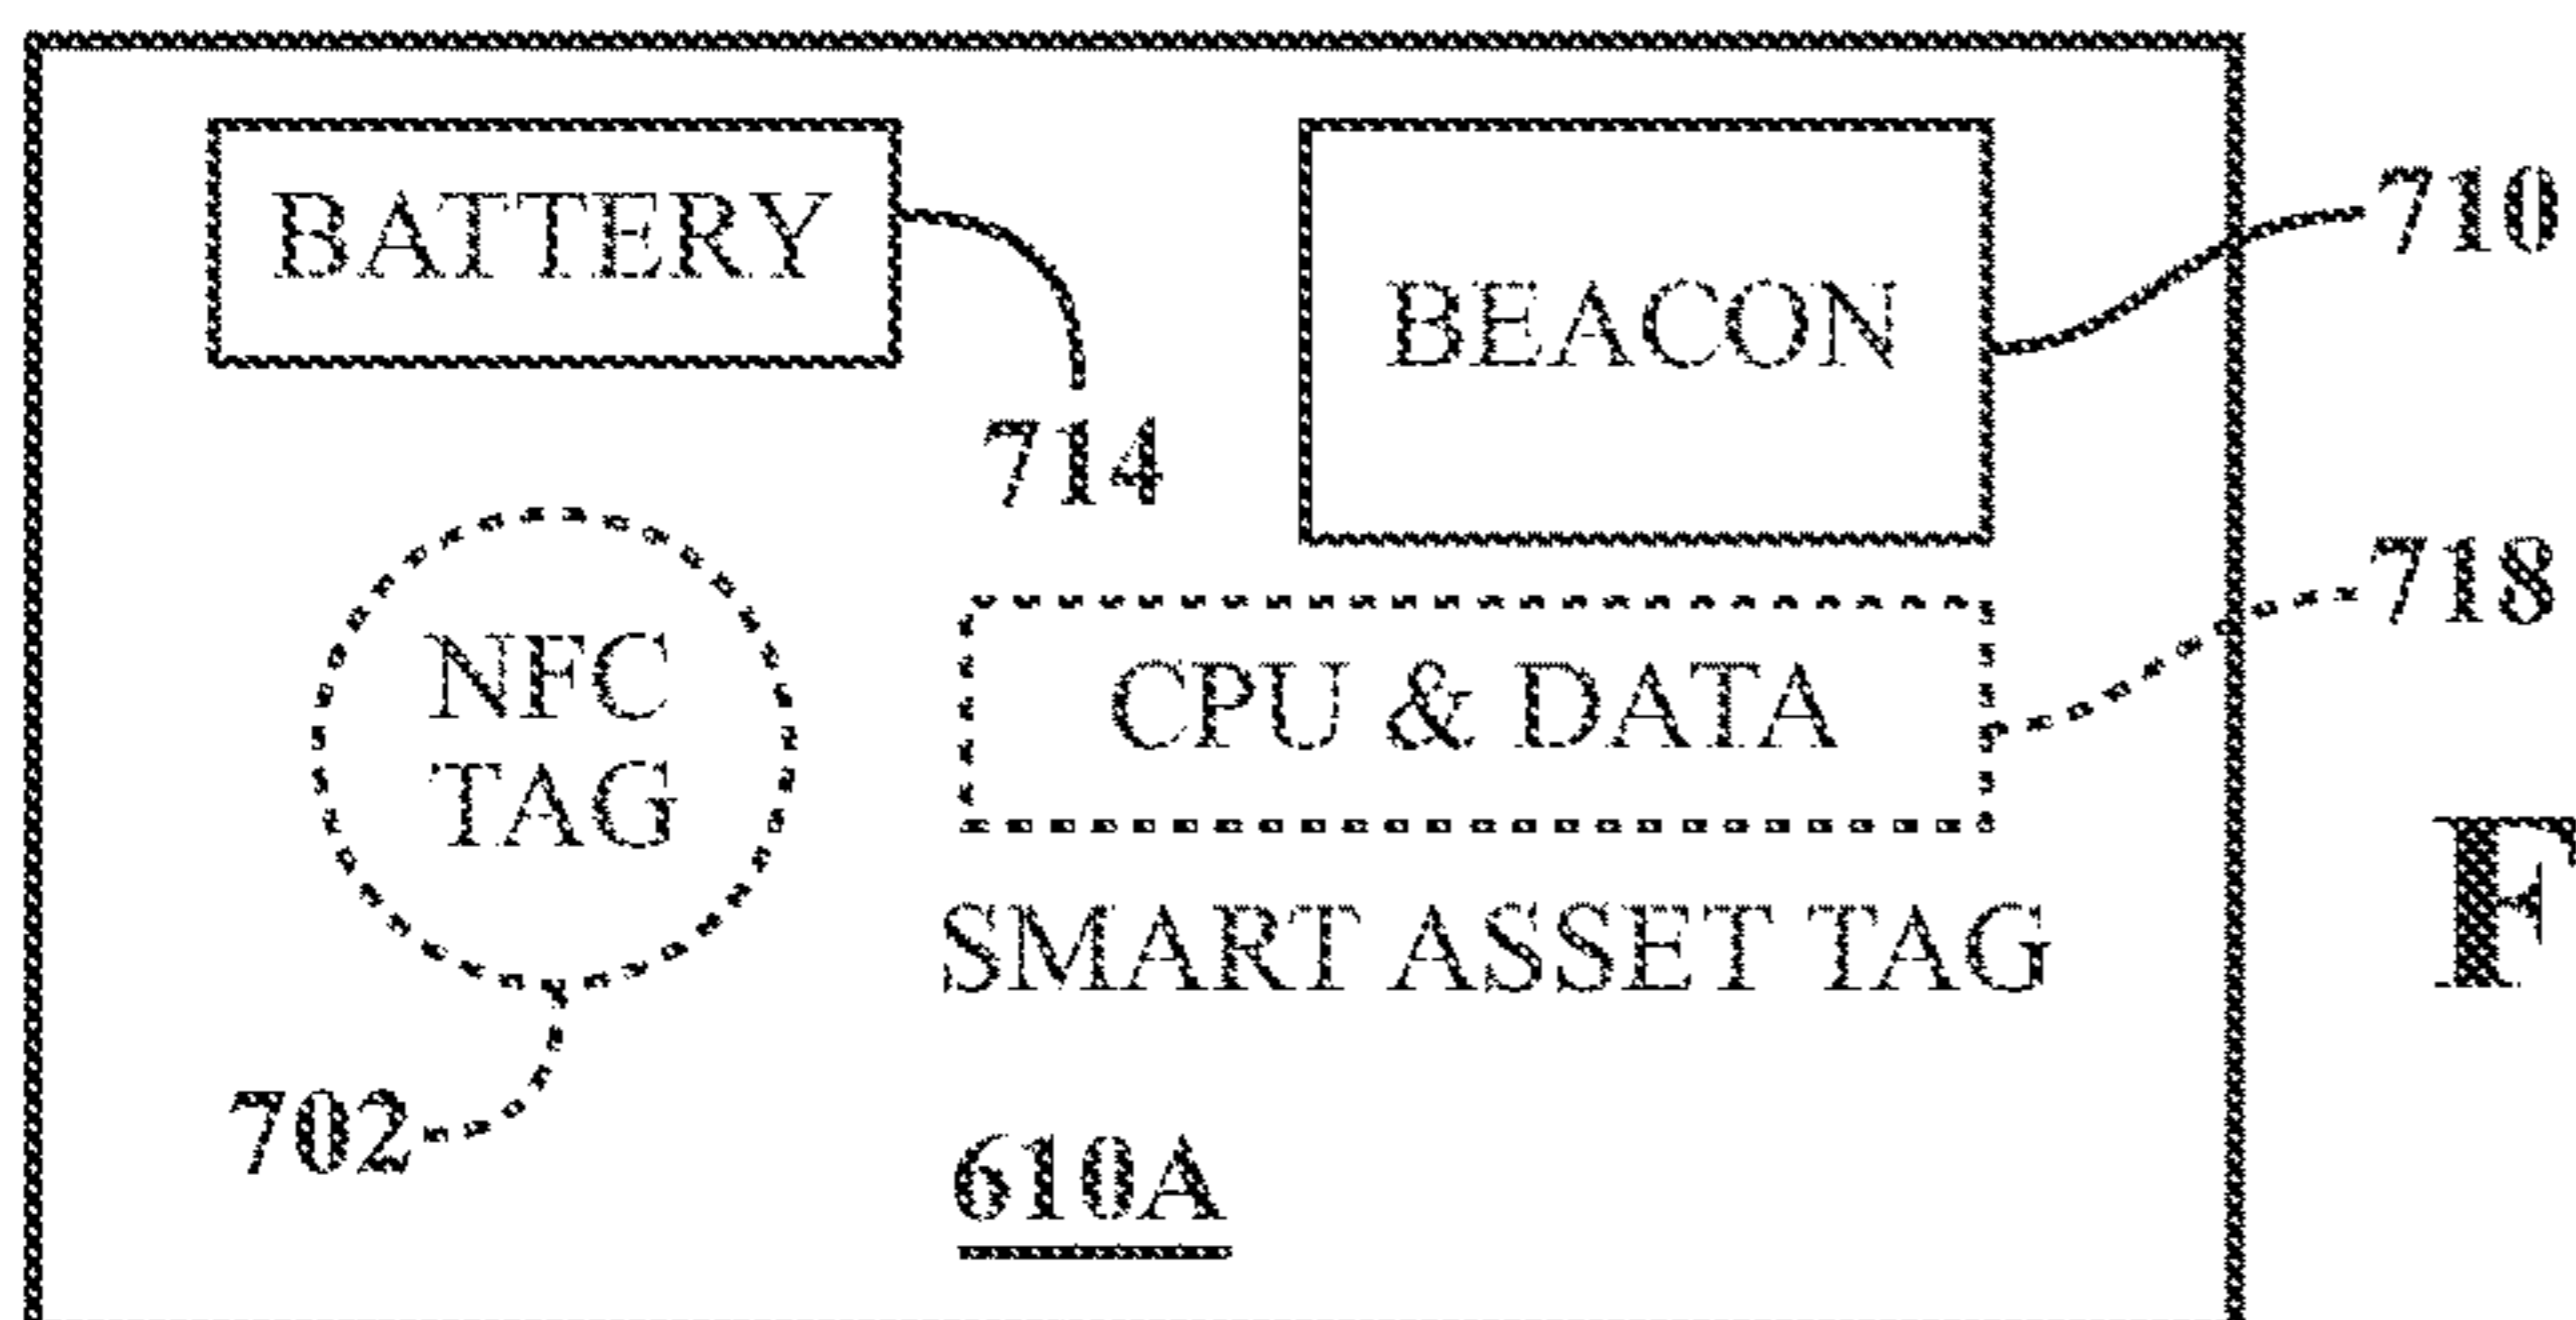 BATTERY
710
BEACON
714
718
NFC
TAG
CPU & DATA
F
SMART ASSET TAG
702
610A